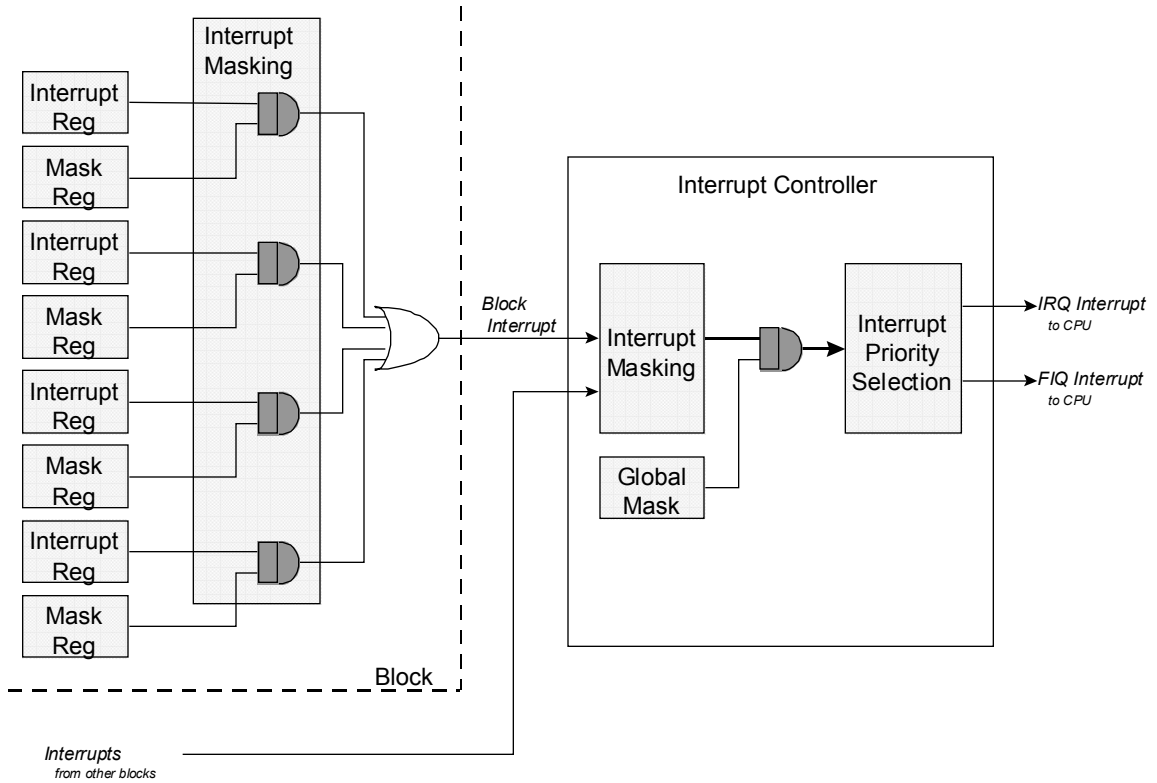 Interrupt
Masking
Interrupt
Reg
Mask
Reg
Interrupt
Reg
Mask
Reg
Interrupt
Reg
Mask
Reg
Interrupt
Reg
Mask
Reg
Block
Block
Interrupt
Interrupts
from other blocks
Interrupt Controller
Interrupt
Masking
Global
Mask
Interrupt
Priority
Selection
IRQ Interrupt
to CPU
FIQ Interrupt
to CPU